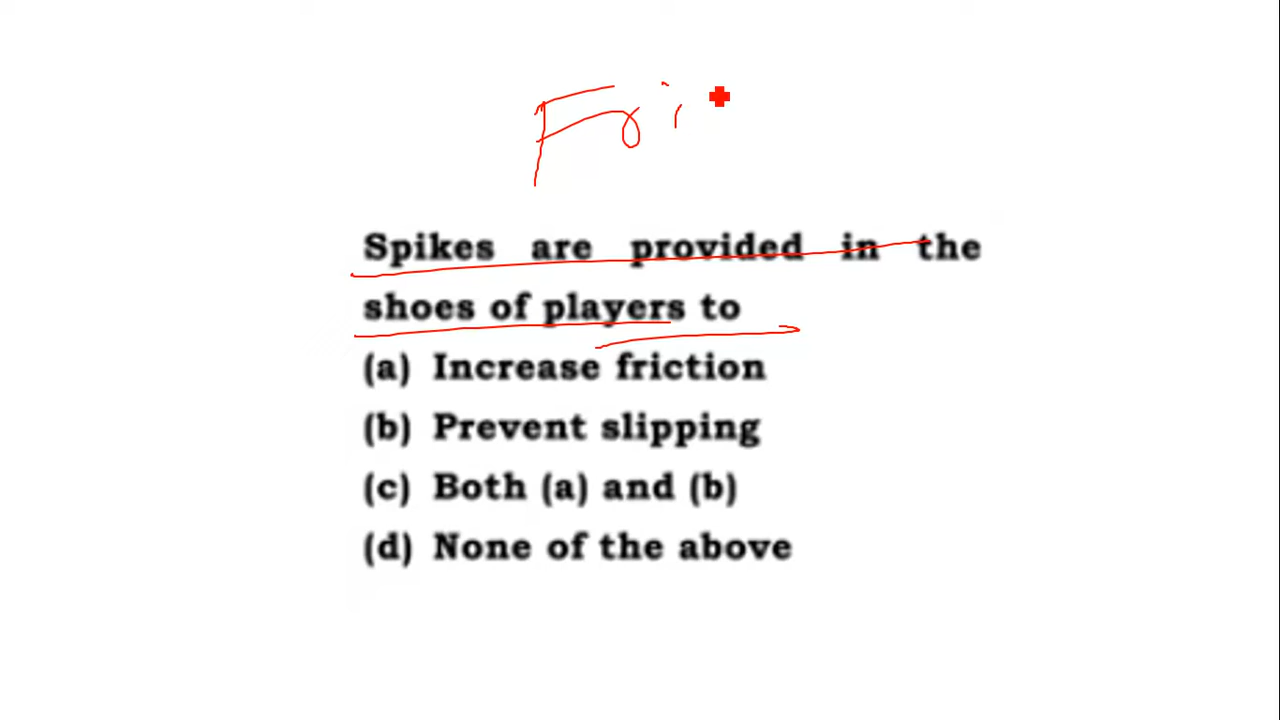 Fri
Spikes are provided in the
shoes of players to
(a) Increase friction
(b) Prevent slipping
(c) Both (a) and (b)
(d) None of the above